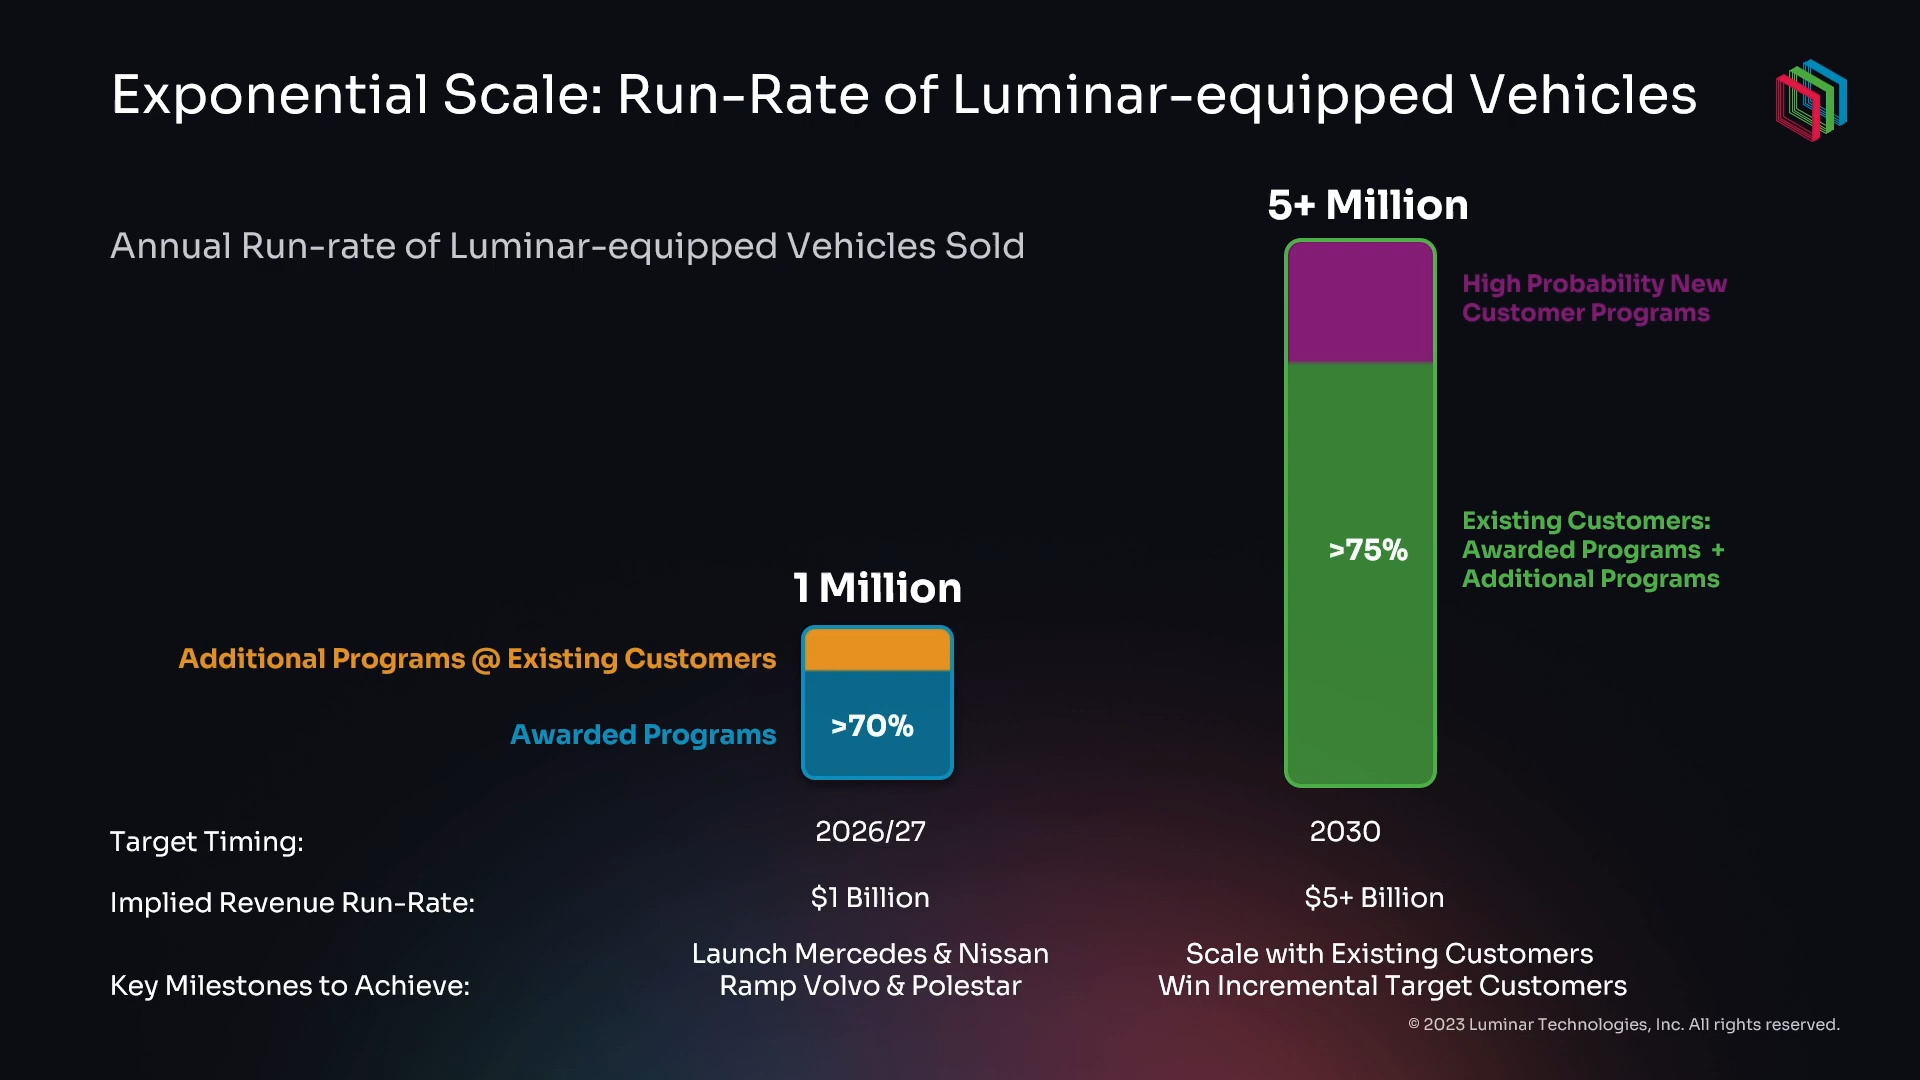 Exponential Scale: Run-Rate of Luminar-equipped Vehicles
Annual Run-rate of Luminar-equipped Vehicles Sold
5+ Million
High Probability New
Customer Programs
>75%
Existing Customers:
Awarded Programs +
Additional Programs
1 Million
Additional Programs @ Existing Customers
Awarded Programs
>70%
Target Timing:
2026/27
2030
Implied Revenue Run-Rate:
$1 Billion
$5+ Billion
Key Milestones to Achieve:
Launch Mercedes & Nissan
Ramp Volvo & Polestar
Scale with Existing Customers
Win Incremental Target Customers
© 2023 Luminar Technologies, Inc. All rights reserved.